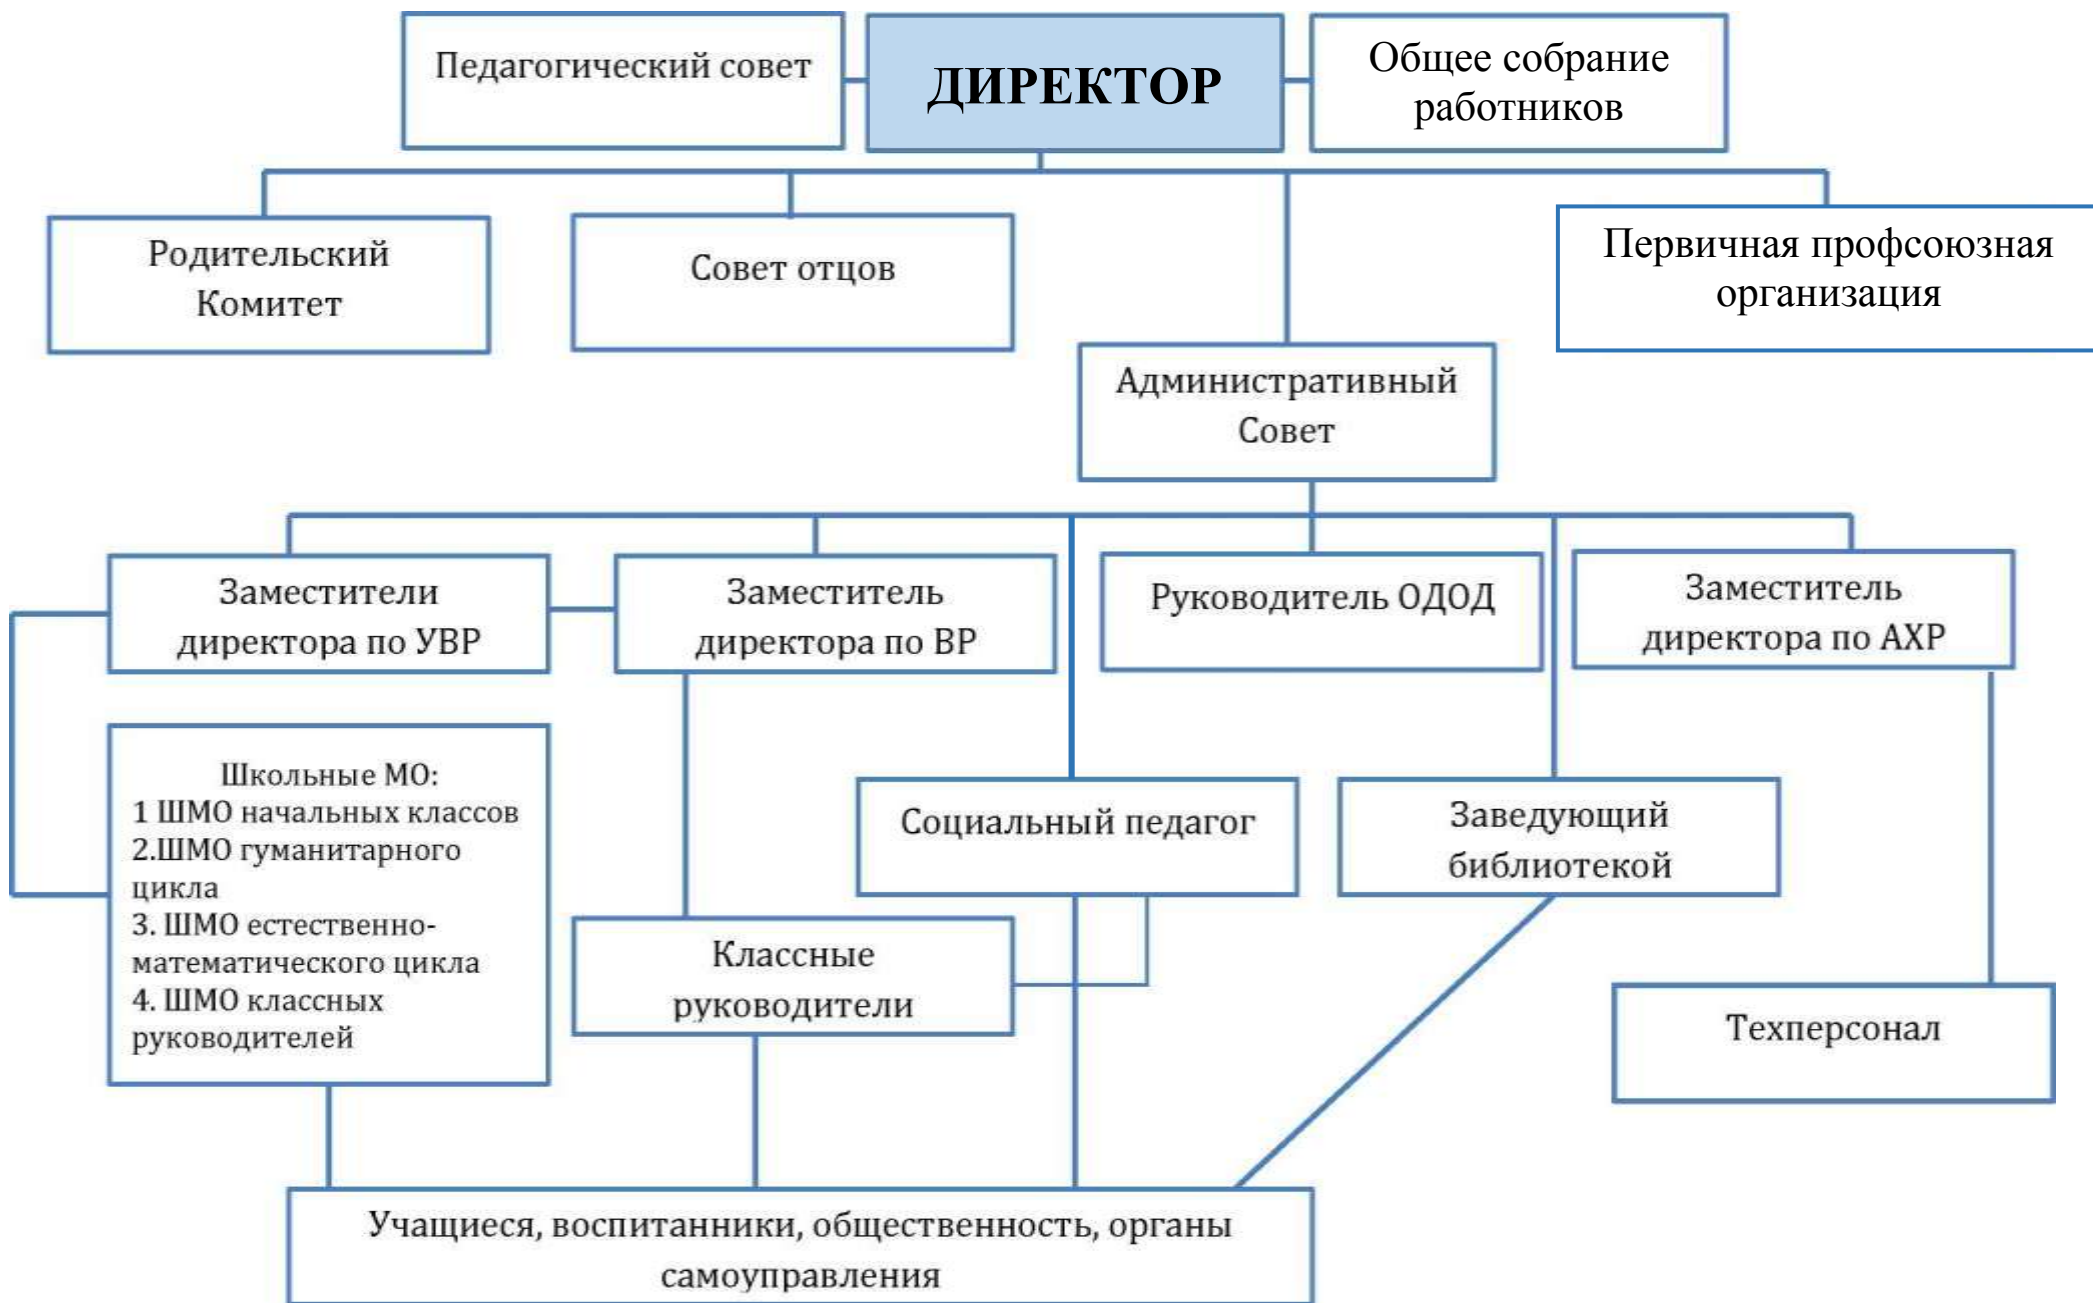 Педагогический совет
ДИРЕКТОР
Общее собрание
работников
Родительский
Комитет
Совет отцов
Первичная профсоюзная
организация
Административный
Совет
Заместители
директора по УВР
Заместитель
директора по ВР
Руководитель ОДОД
Заместитель
директора по АХР
Школьные МО:
1 ШМО начальных классов
2.ШМО гуманитарного
цикла
3. ШМО естественно-
математического цикла
4. ШМО классных
руководителей
Социальный педагог
Заведующий
библиотекой
Классные
руководители
Техперсонал
Учащиеся, воспитанники, общественность, органы
самоуправления